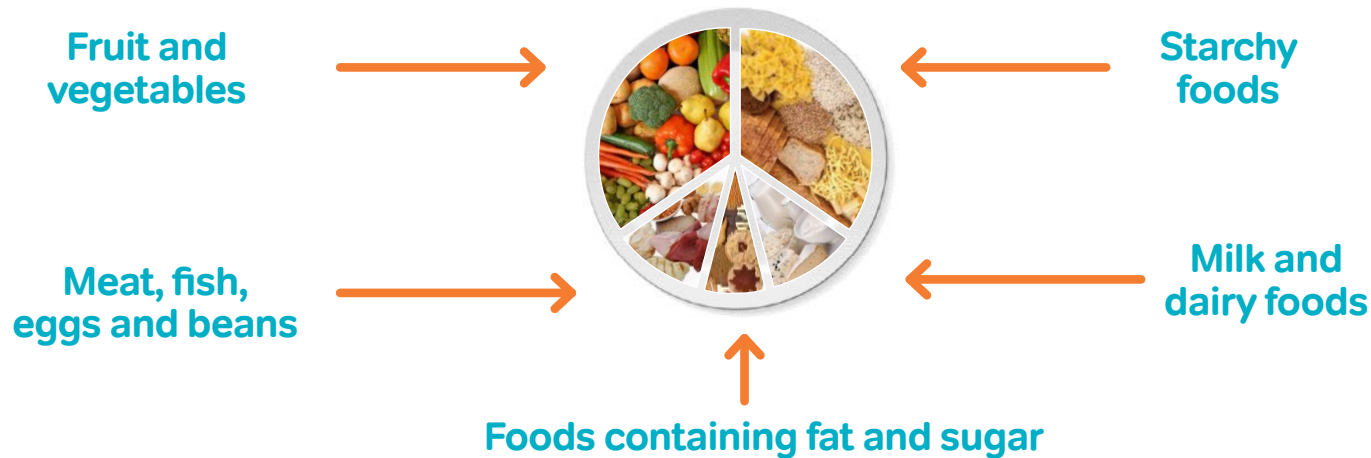 Fruit and
vegetables
Starchy
foods
Meat, fish,
eggs and beans
Milk and
dairy foods
Foods containing fat and sugar